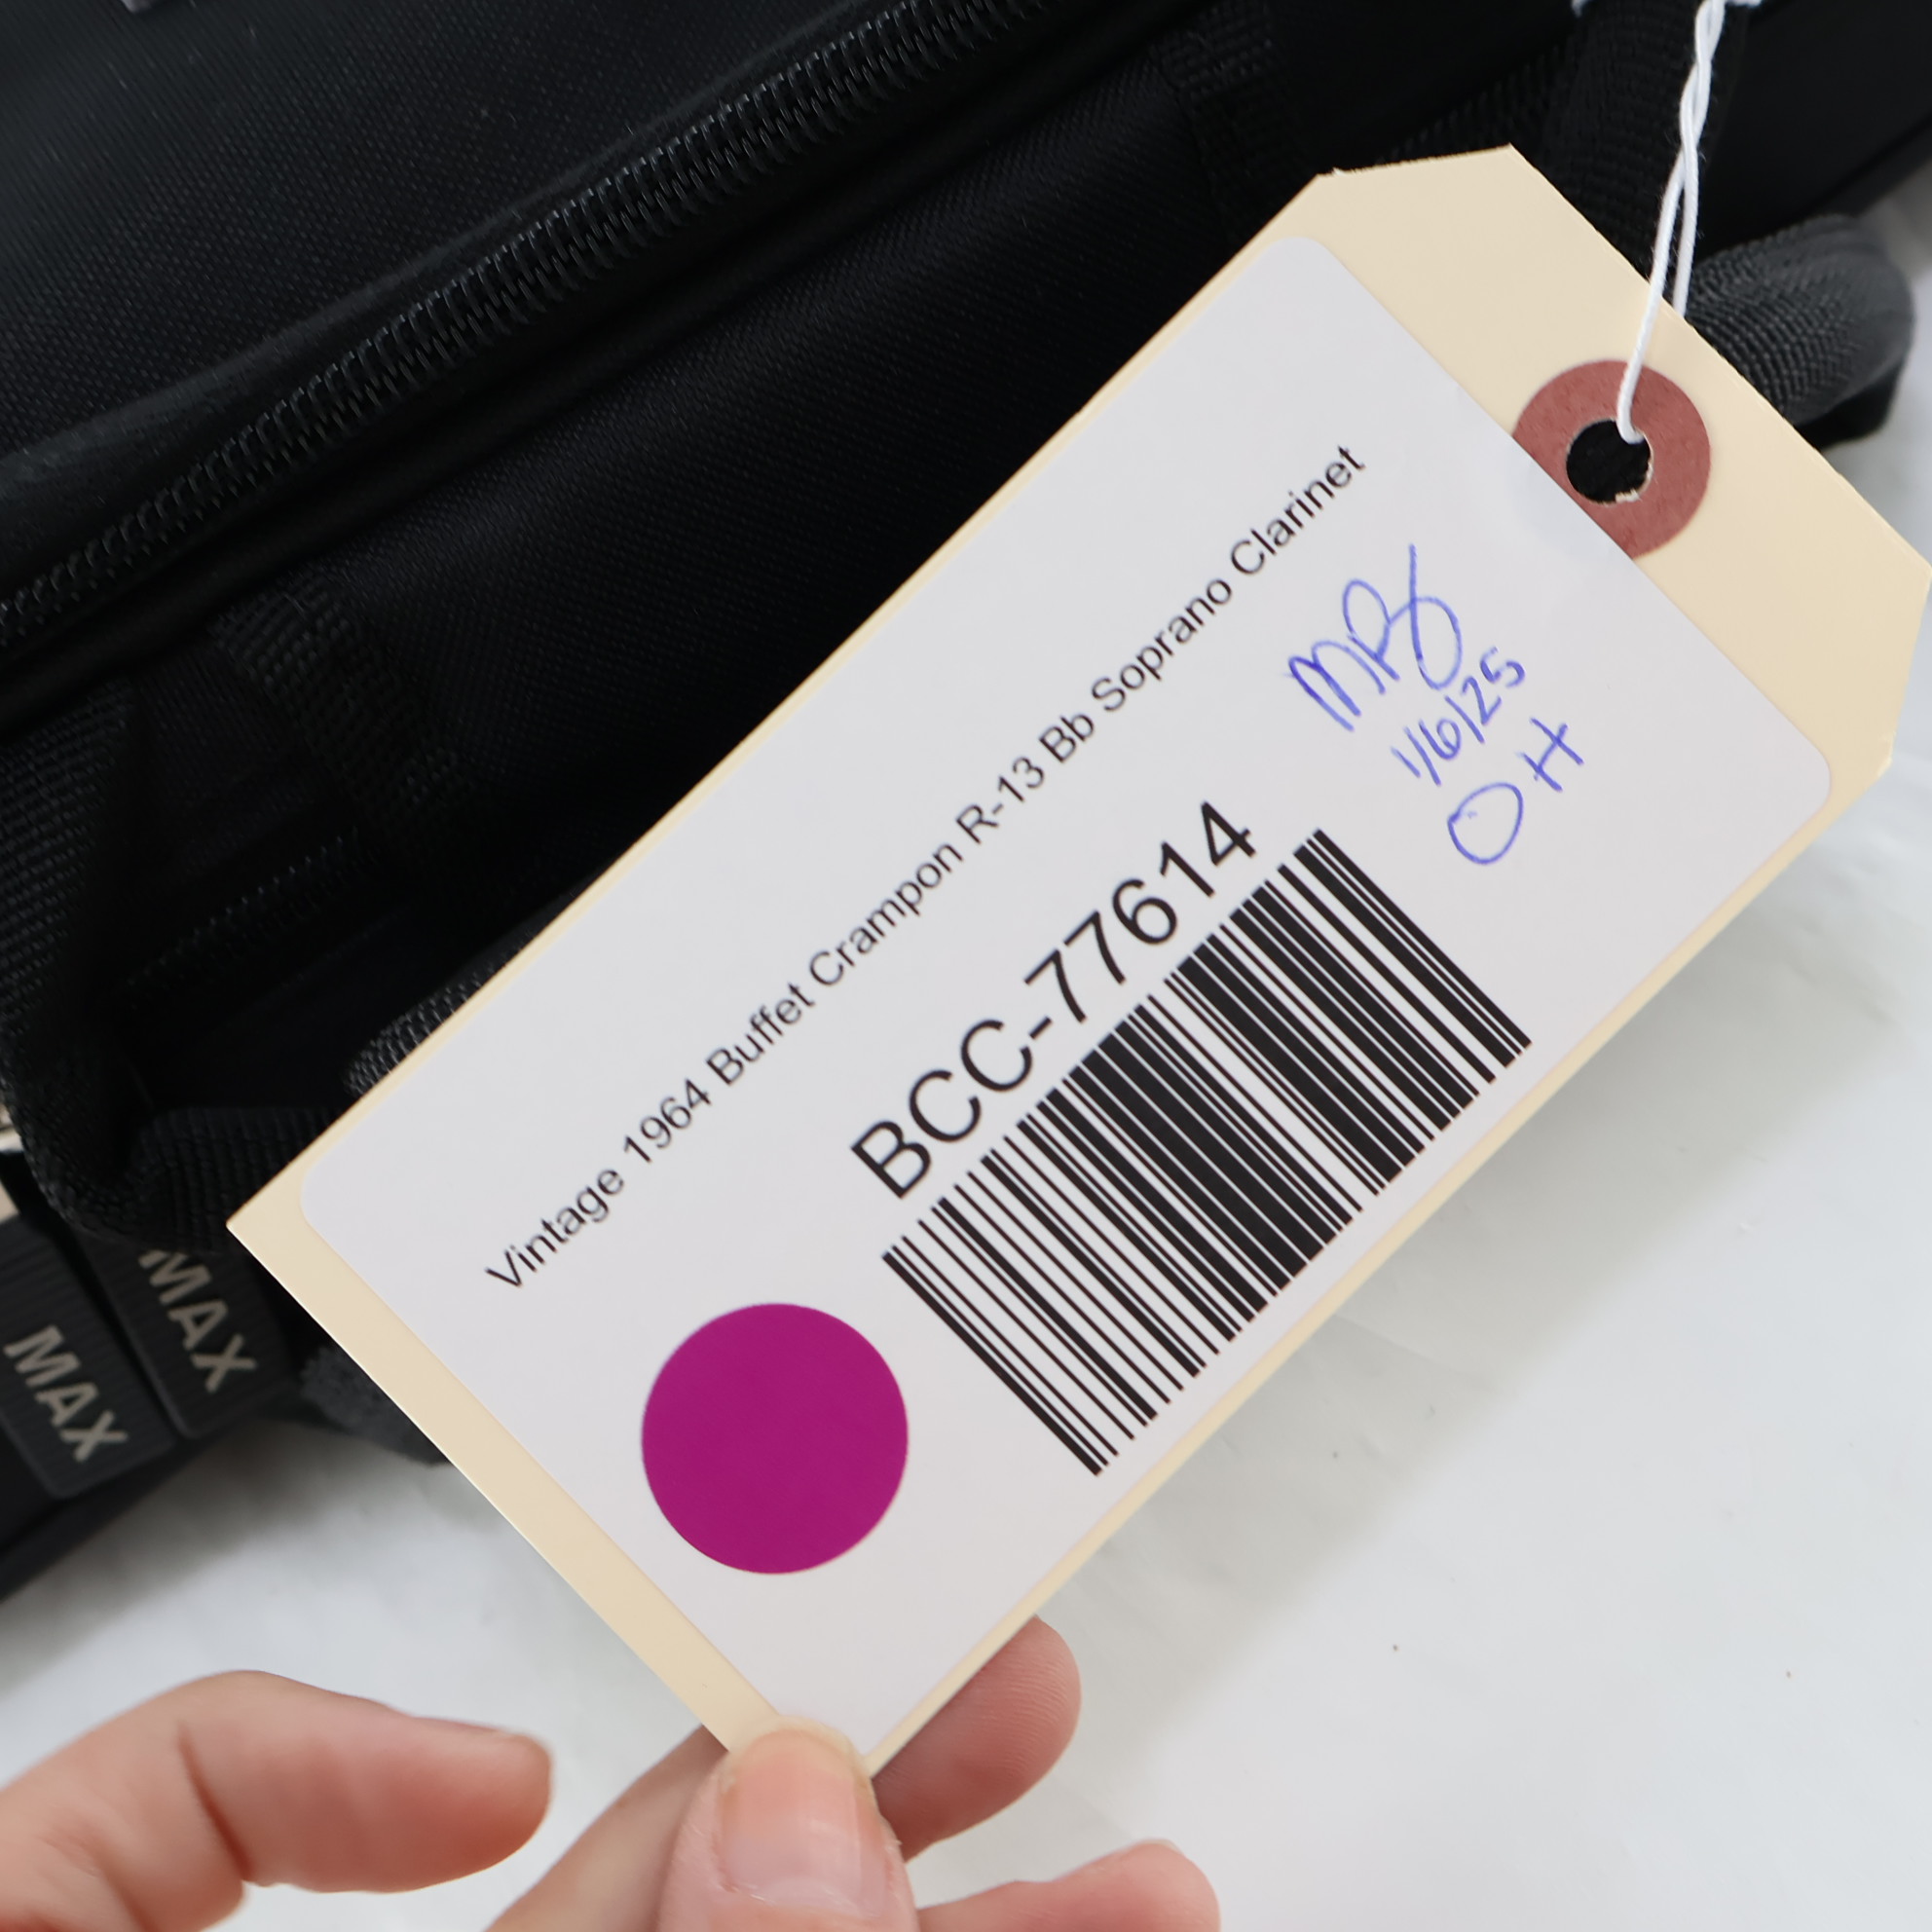 Vintage 1964 Buffet Crampon R-13 Bb Soprano Clarinet
BCC-77614
1/6/25
OH
MAX
MAX